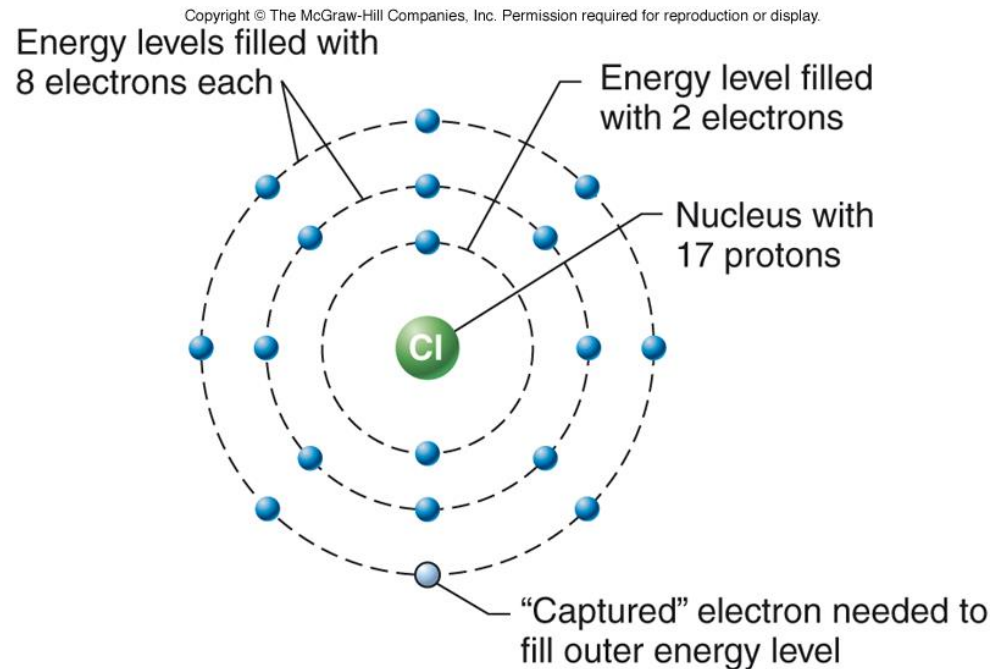 Copyright © The McGraw-Hill Companies, Inc. Permission required for reproduction or display.
Energy levels filled with
8 electrons each
Energy level filled
with 2 electrons
Nucleus with
17 protons
Cl
“Captured” electron needed to
fill outer energy level